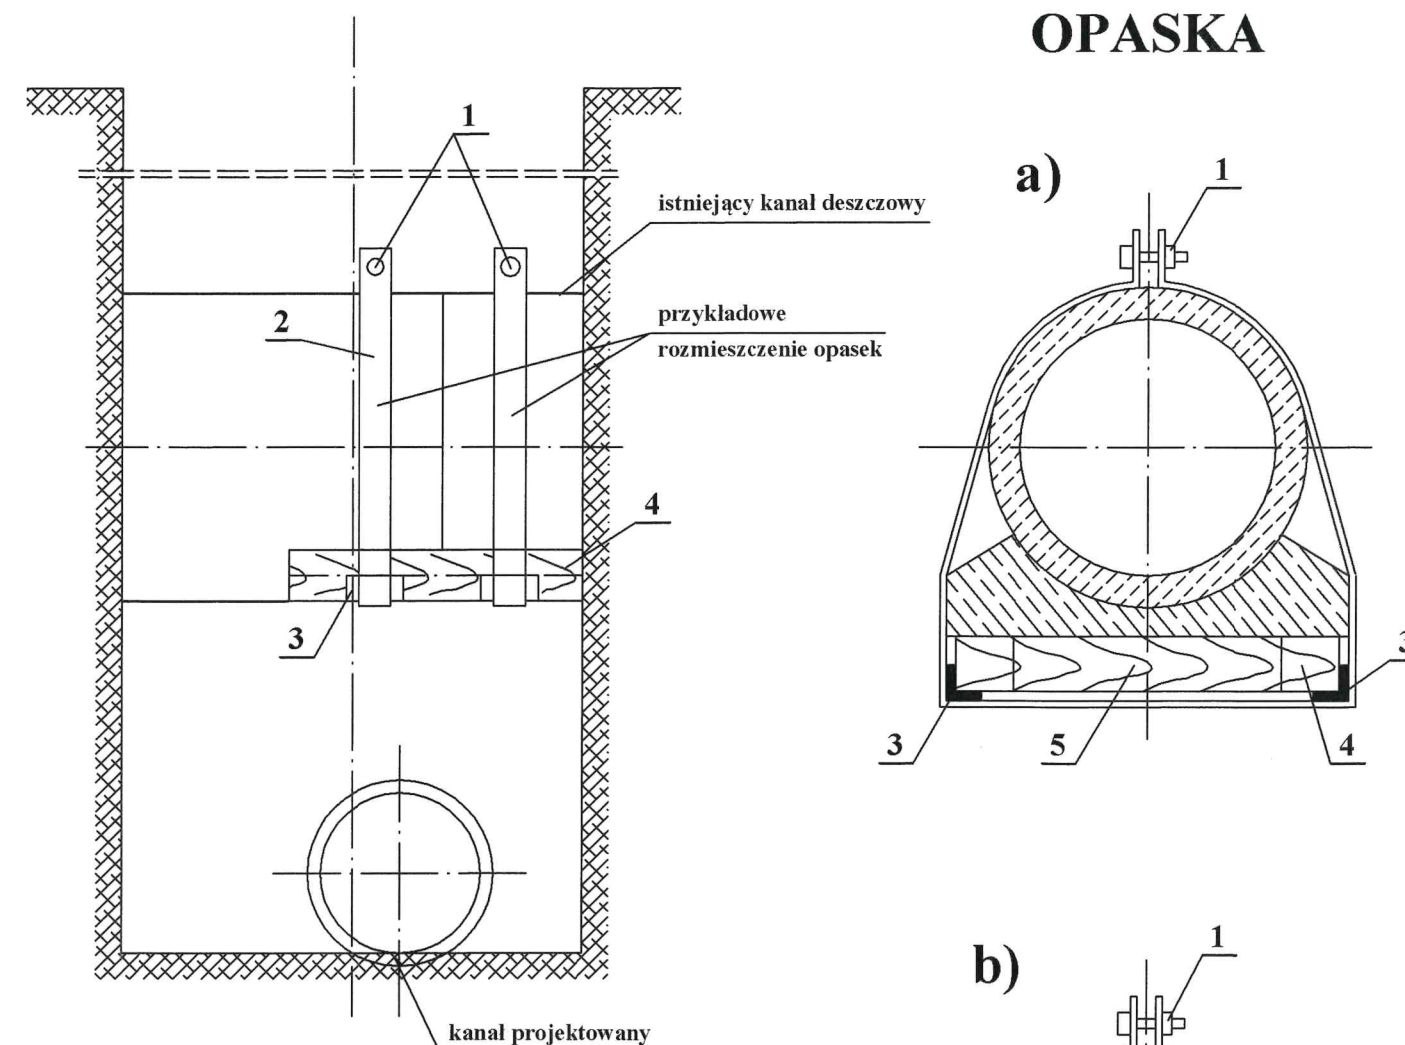 OPASKA
1
a)
1
istniejący kanał deszczowy
2
przykładowe
rozmieszczenie opasek
4
3
3
3
5
4
b)
1
kanał projektowany